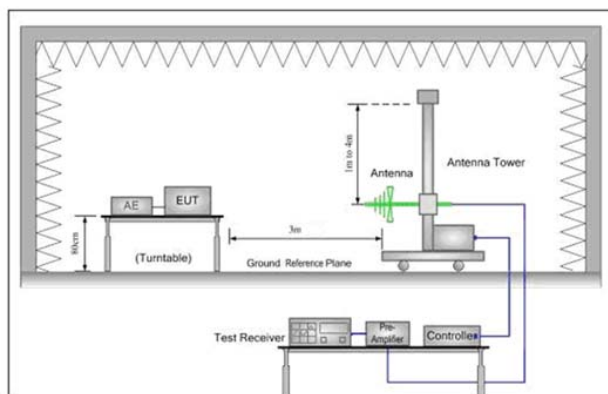 1m to 4m
Antenna
Antenna Tower
AE
EUT
80cm
(Turntable)
3m
Ground Reference Plane
Test Receiver
Pre-
Amplifier
Controller